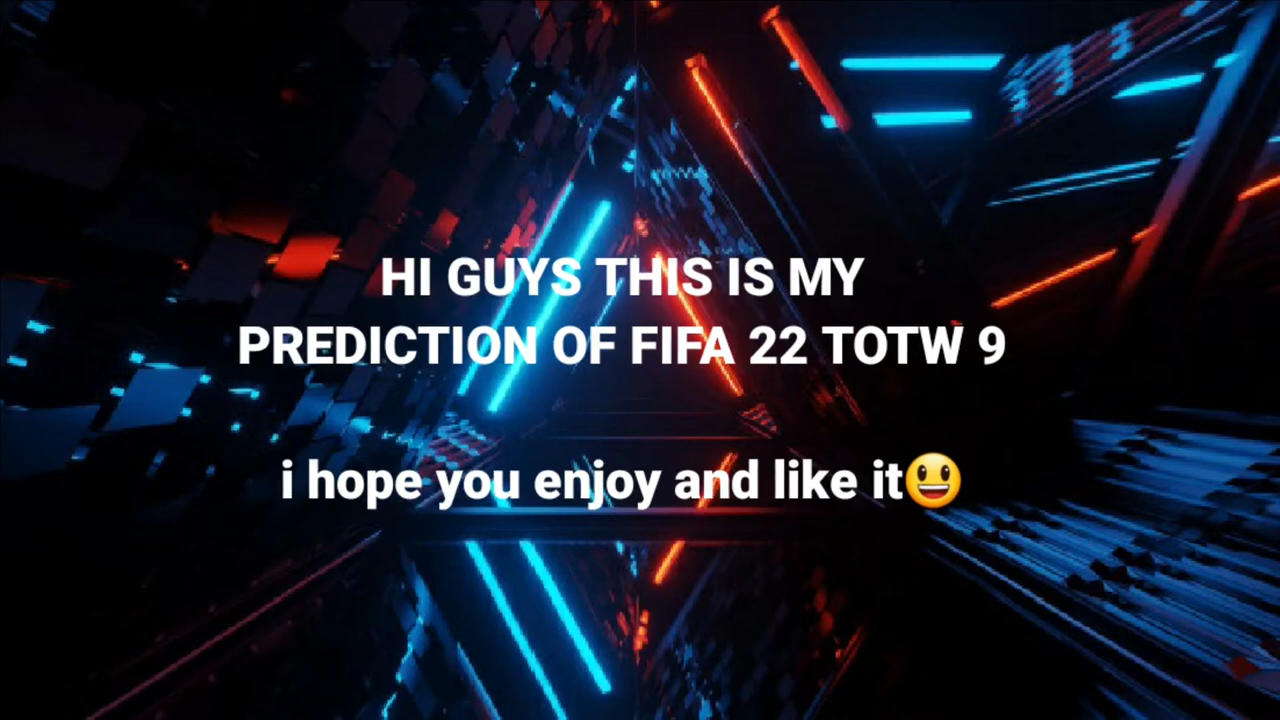 HI GUYS THIS IS MY
PREDICTION OF FIFA 22 TOTW 9
i hope you enjoy and like it😃